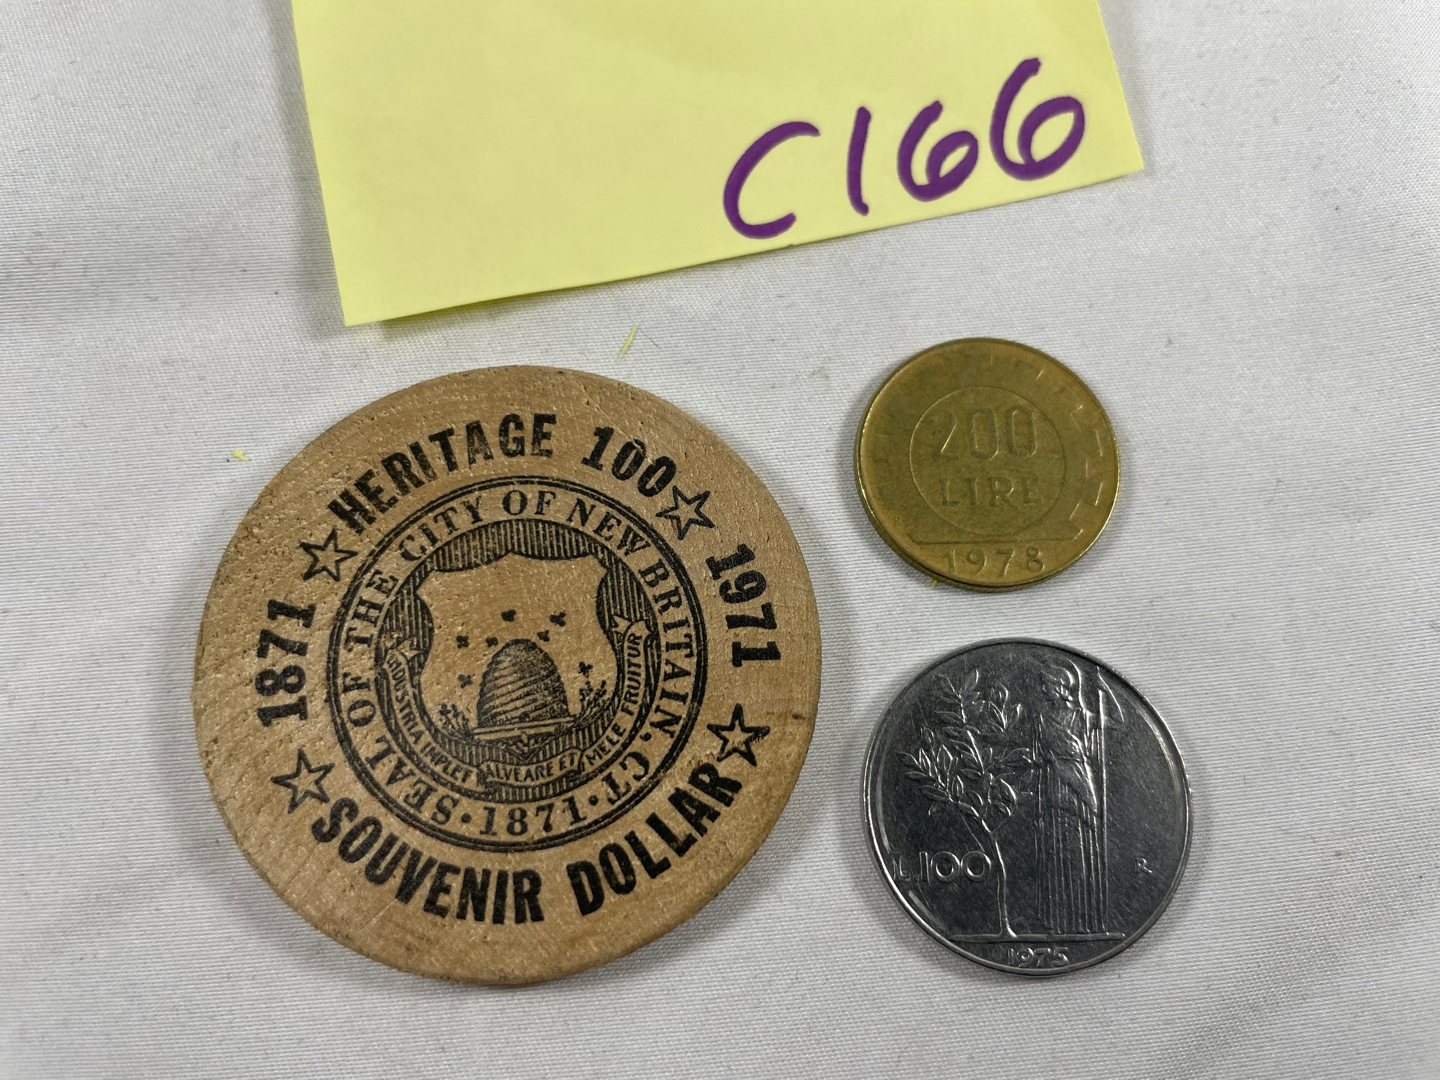 C166
HERITAGE 100
1971
SOUVENIR DOLLAR
1871
SEAL OF THE CITY OF NEW BRITAIN, CT.
1871
INDUSTRIA IMPLET ALVEARE ET MELE FRUITUR
200
LIRE
1978
L.100
R
1975